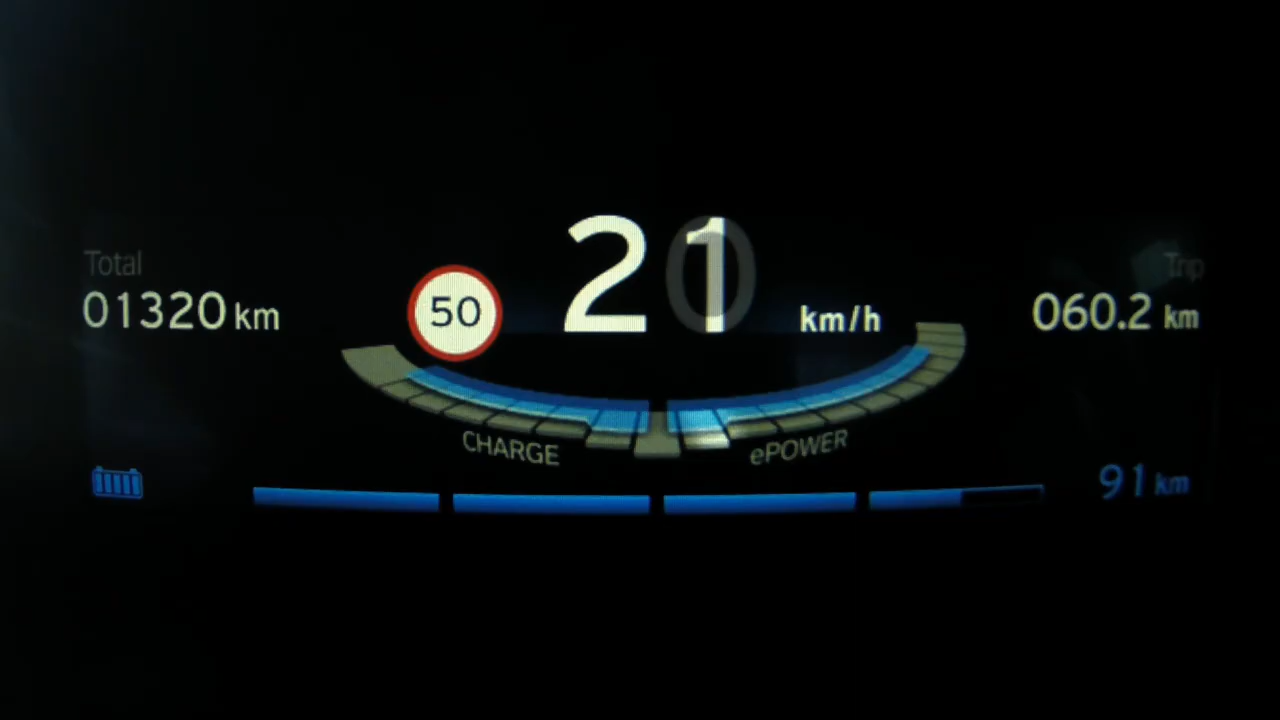 Total
01320 km
50
21 km/h
Trip
060.2 km
CHARGE
ePOWER
91 km